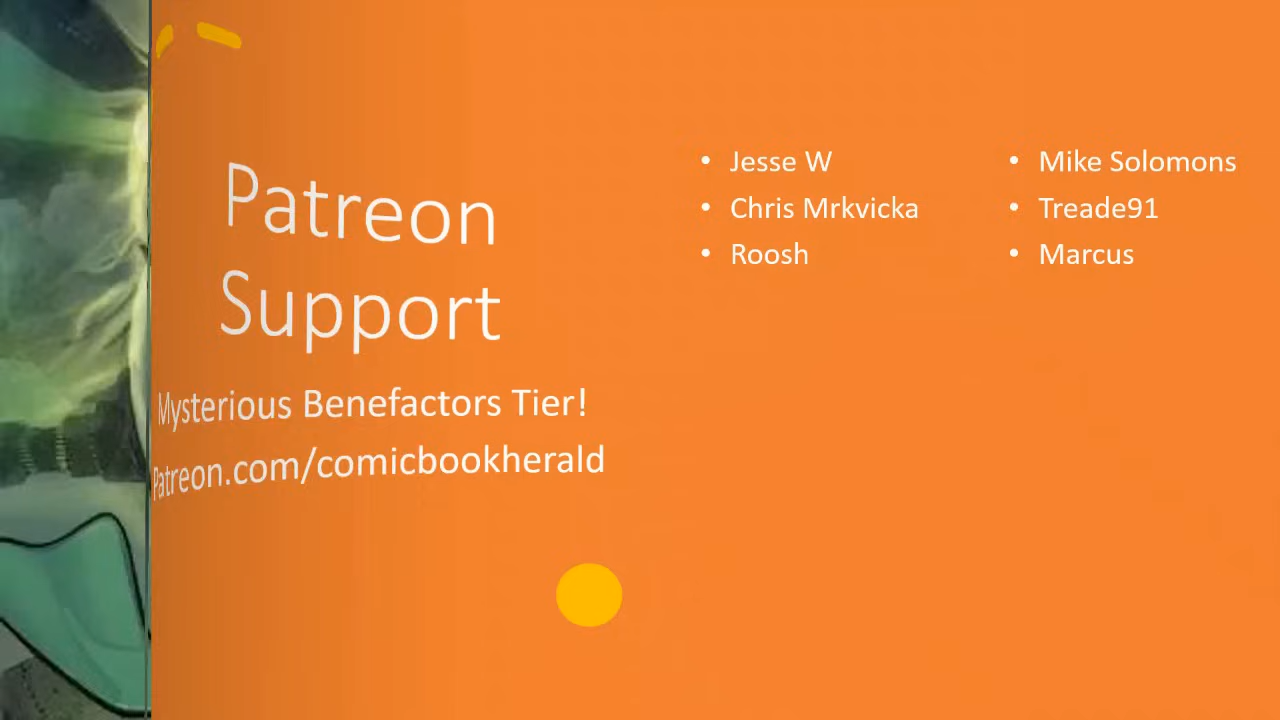 Patreon
Support
Mysterious Benefactors Tier!
Patreon.com/comicbookherald
• Jesse W
• Chris Mrkvicka
• Roosh
• Mike Solomons
• Treade91
• Marcus